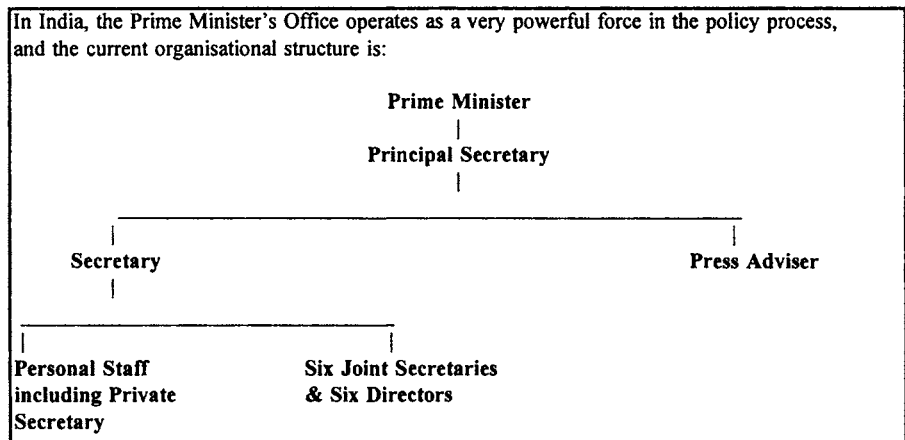 In India, the Prime Minister's Office operates as a very powerful force in the policy process,
and the current organisational structure is:
Prime Minister
Principal Secretary
Secretary
Press Adviser
Personal Staff
including Private
Secretary
Six Joint Secretaries
& Six Directors